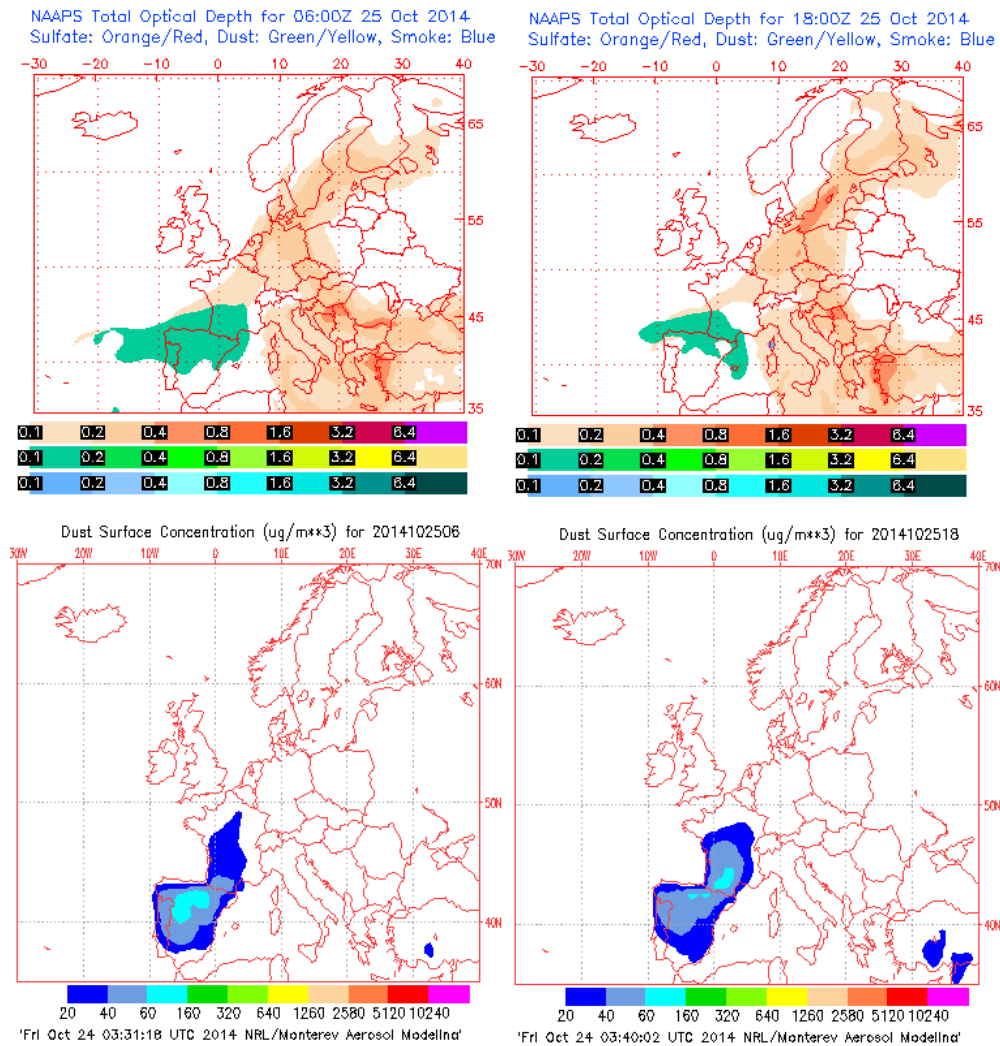 NAAPS Total Optical Depth for 06:00Z 25 Oct 2014
Sulfate: Orange/Red, Dust: Green/Yellow, Smoke: Blue
-30 -20 -10 0 10 20 30 40
65
55
45
35
0.1 0.2 0.4 0.8 1.6 3.2 6.4
0.1 0.2 0.4 0.8 1.6 3.2 6.4
0.1 0.2 0.4 0.8 1.6 3.2 6.4
NAAPS Total Optical Depth for 18:00Z 25 Oct 2014
Sulfate: Orange/Red, Dust: Green/Yellow, Smoke: Blue
-30 -20 -10 0 10 20 30 40
65
55
45
35
0.1 0.2 0.4 0.8 1.6 3.2 6.4
0.1 0.2 0.4 0.8 1.6 3.2 6.4
0.1 0.2 0.4 0.8 1.6 3.2 6.4
Dust Surface Concentration (ug/m**3) for 2014102506
30W 20W 10W 0 10E 20E 30E 40E
70N
60N
50N
40N
20 40 60 160 320 640 1260 2580 5120 10240
'Fri Oct 24 03:31:18 UTC 2014 NRL/Monterey Aerosol Modeling'
Dust Surface Concentration (ug/m**3) for 2014102518
30W 20W 10W 0 10E 20E 30E 40E
70N
60N
50N
40N
20 40 60 160 320 640 1260 2580 5120 10240
'Fri Oct 24 03:40:02 UTC 2014 NRL/Monterey Aerosol Modeling'